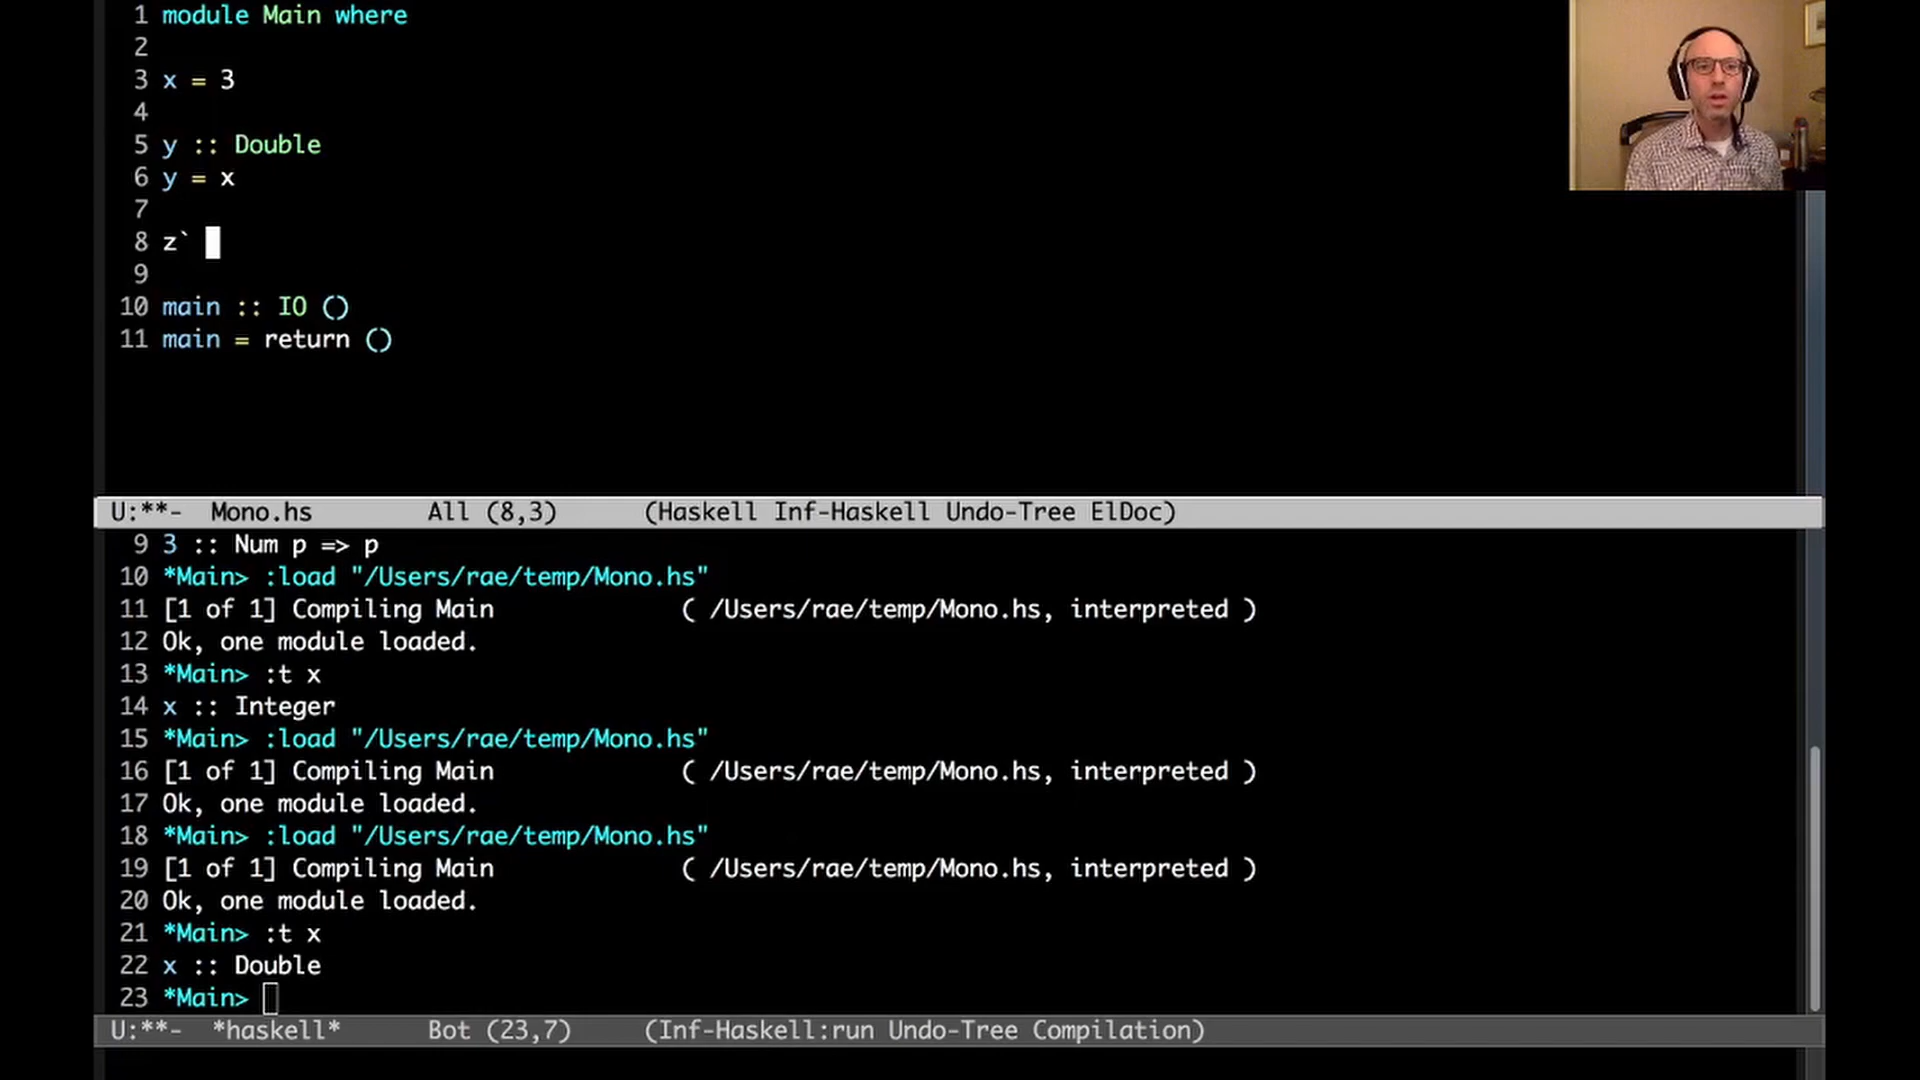 1 module Main where
2
3 x = 3
4
5 y :: Double
6 y = x
7
8 z`
9
10 main :: IO ()
11 main = return ()
U:**-  Mono.hs        All (8,3)      (Haskell Inf-Haskell Undo-Tree ElDoc)
9 3 :: Num p => p
10 *Main> :load "/Users/rae/temp/Mono.hs"
11 [1 of 1] Compiling Main             ( /Users/rae/temp/Mono.hs, interpreted )
12 Ok, one module loaded.
13 *Main> :t x
14 x :: Integer
15 *Main> :load "/Users/rae/temp/Mono.hs"
16 [1 of 1] Compiling Main             ( /Users/rae/temp/Mono.hs, interpreted )
17 Ok, one module loaded.
18 *Main> :load "/Users/rae/temp/Mono.hs"
19 [1 of 1] Compiling Main             ( /Users/rae/temp/Mono.hs, interpreted )
20 Ok, one module loaded.
21 *Main> :t x
22 x :: Double
23 *Main>
U:**-  *haskell*      Bot (23,7)     (Inf-Haskell:run Undo-Tree Compilation)